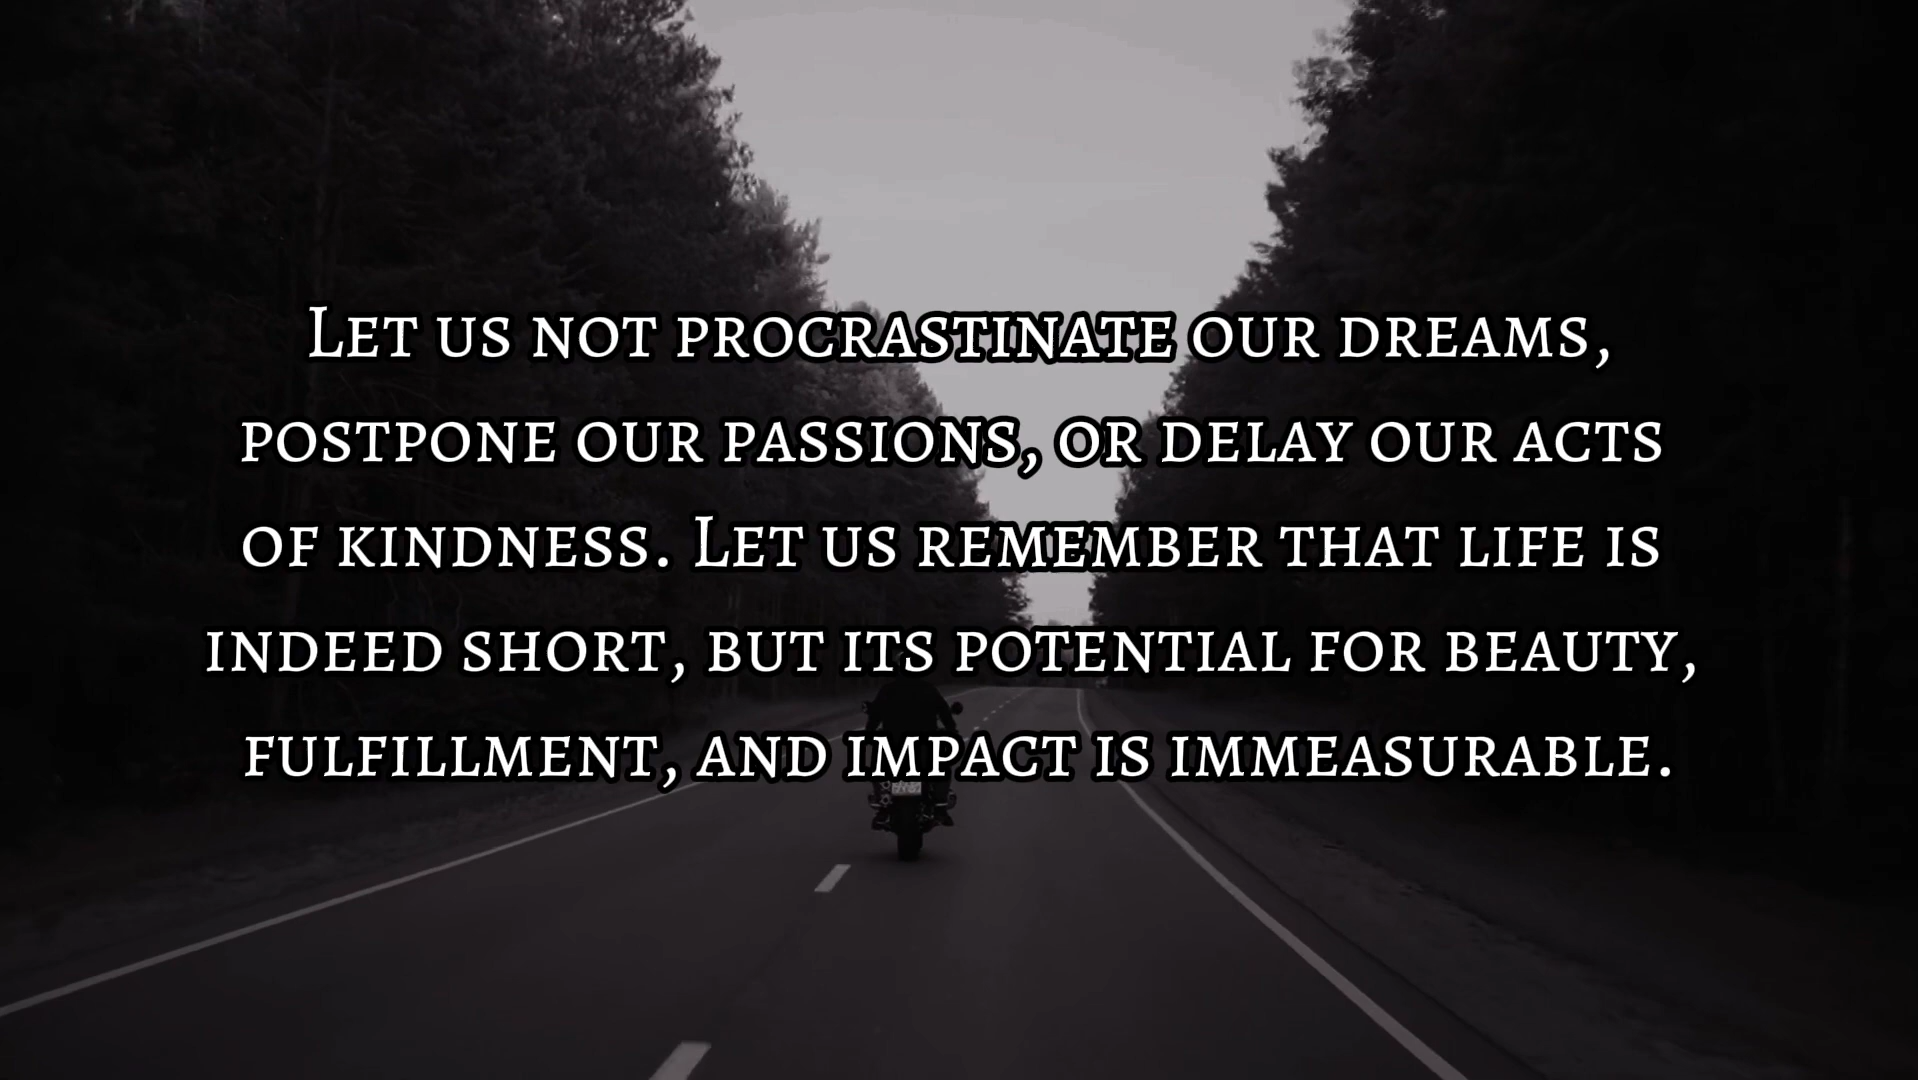 Let us not procrastinate our dreams,
postpone our passions, or delay our acts
of kindness. Let us remember that life is
indeed short, but its potential for beauty,
fulfillment, and impact is immeasurable.